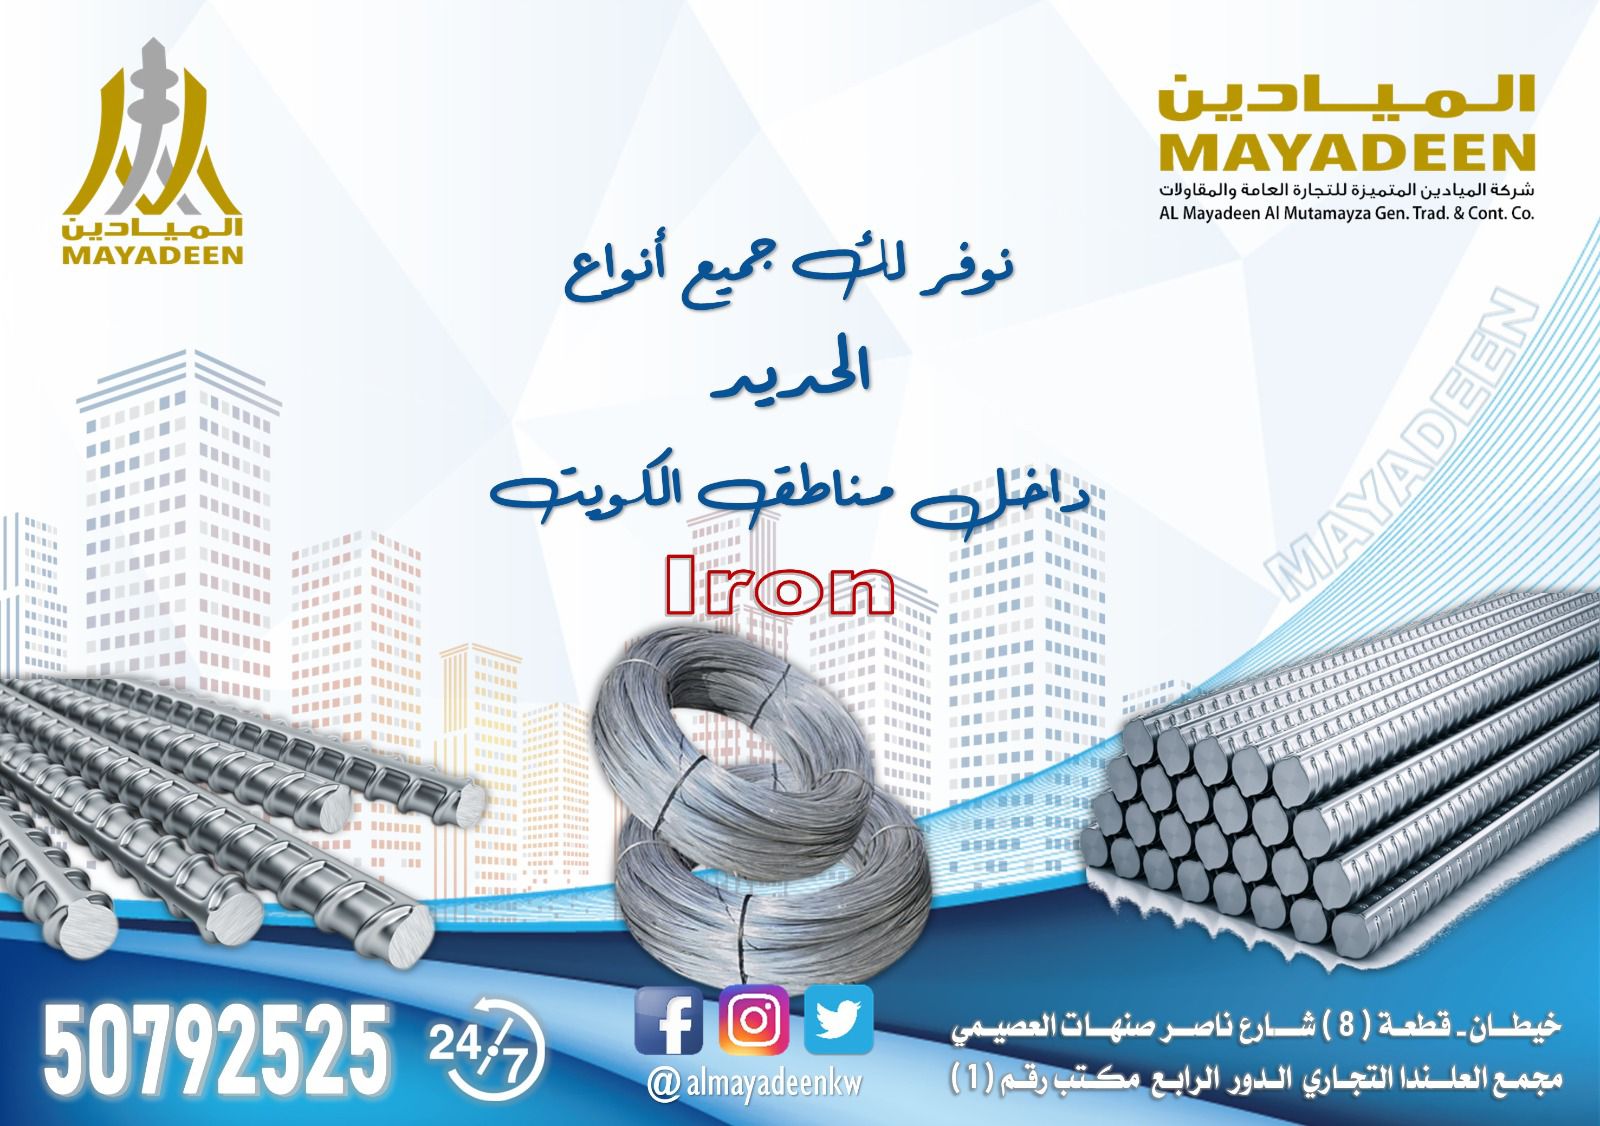 الميادين
MAYADEEN
الميادين
MAYADEEN
شركة الميادين المتميزة للتجارة العامة والمقاولات
AL Mayadeen Al Mutamayza Gen. Trad. & Cont. Co.
نوفر لك جميع أنواع
الحديد
داخل مناطق الكويت
Iron
MAYADEEN
50792525
24/7
@almayadeenkw
خيطان - قطعة ( 8 ) شارع ناصر صنهات العصيمي
مجمع العلندا التجاري الدور الرابع مكتب رقم ( 1 )